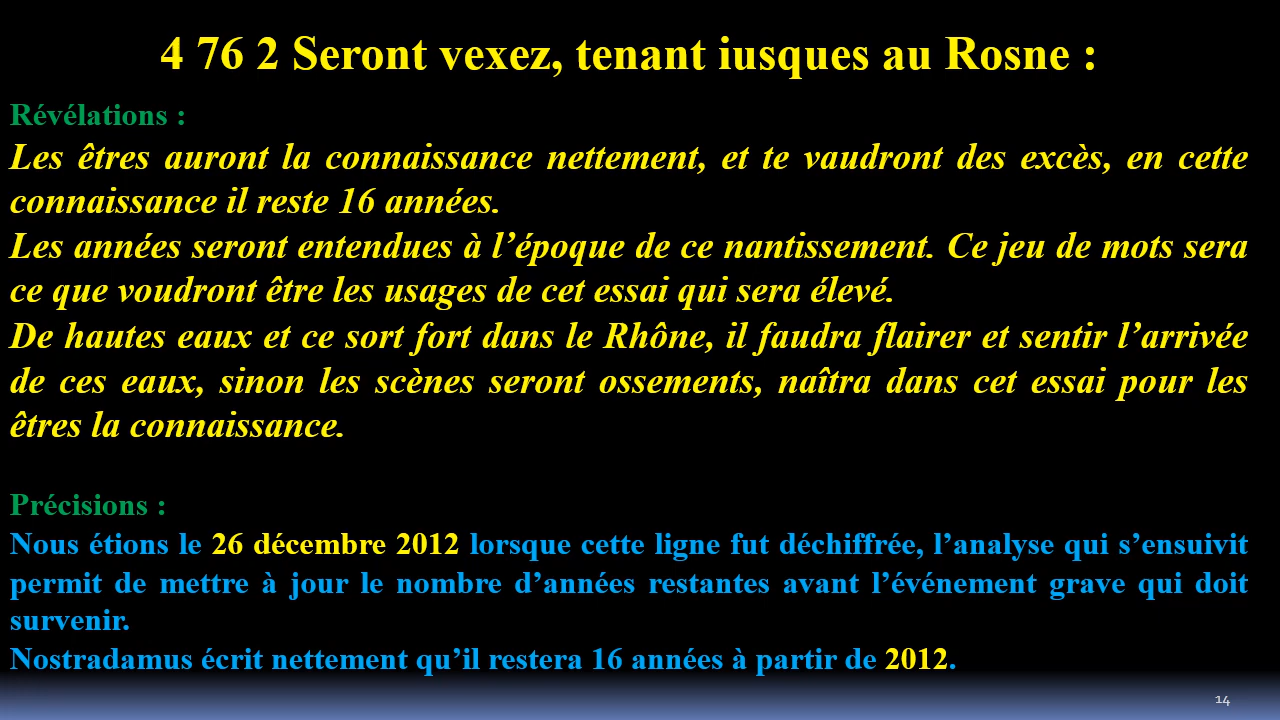 4 76 2 Seront vexez, tenant iusques au Rosne :
Révélations :
Les êtres auront la connaissance nettement, et te vaudront des excès, en cette
connaissance il reste 16 années.
Les années seront entendues à l’époque de ce nantissement. Ce jeu de mots sera
ce que voudront être les usages de cet essai qui sera élevé.
De hautes eaux et ce sort fort dans le Rhône, il faudra flairer et sentir l’arrivée
de ces eaux, sinon les scènes seront ossements, naîtra dans cet essai pour les
êtres la connaissance.
Précisions :
Nous étions le 26 décembre 2012 lorsque cette ligne fut déchiffrée, l’analyse qui s’ensuivit
permit de mettre à jour le nombre d’années restantes avant l’événement grave qui doit
survenir.
Nostradamus écrit nettement qu’il restera 16 années à partir de 2012.
14